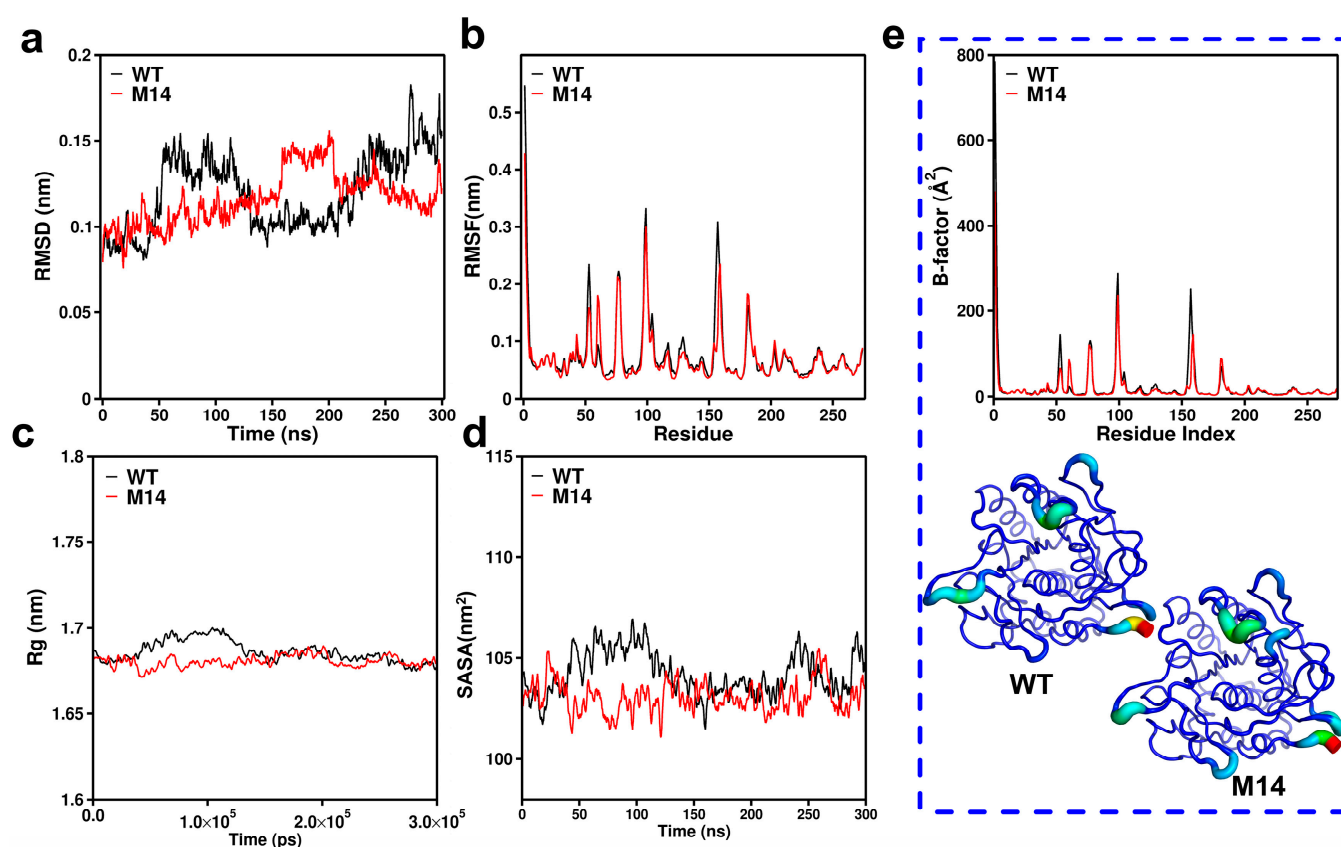 a
0.2
WT
M14
0.15
0.1
0.05
0
RMSD (nm)
0 50 100 150 200 250 300
Time (ns)
b
WT
M14
0.5
0.4
0.3
0.2
0.1
0
RMSF(nm)
0 50 100 150 200 250
Residue
e
800
WT
M14
600
400
200
0
B-factor (Å²)
0 50 100 150 200 250
Residue Index
c
1.8
WT
M14
1.75
1.7
1.65
1.6
Rg (nm)
0.0 1.0×10⁵ 2.0×10⁵ 3.0×10⁵
Time (ps)
d
115
WT
M14
110
105
100
SASA(nm²)
0 50 100 150 200 250 300
Time (ns)
WT
M14